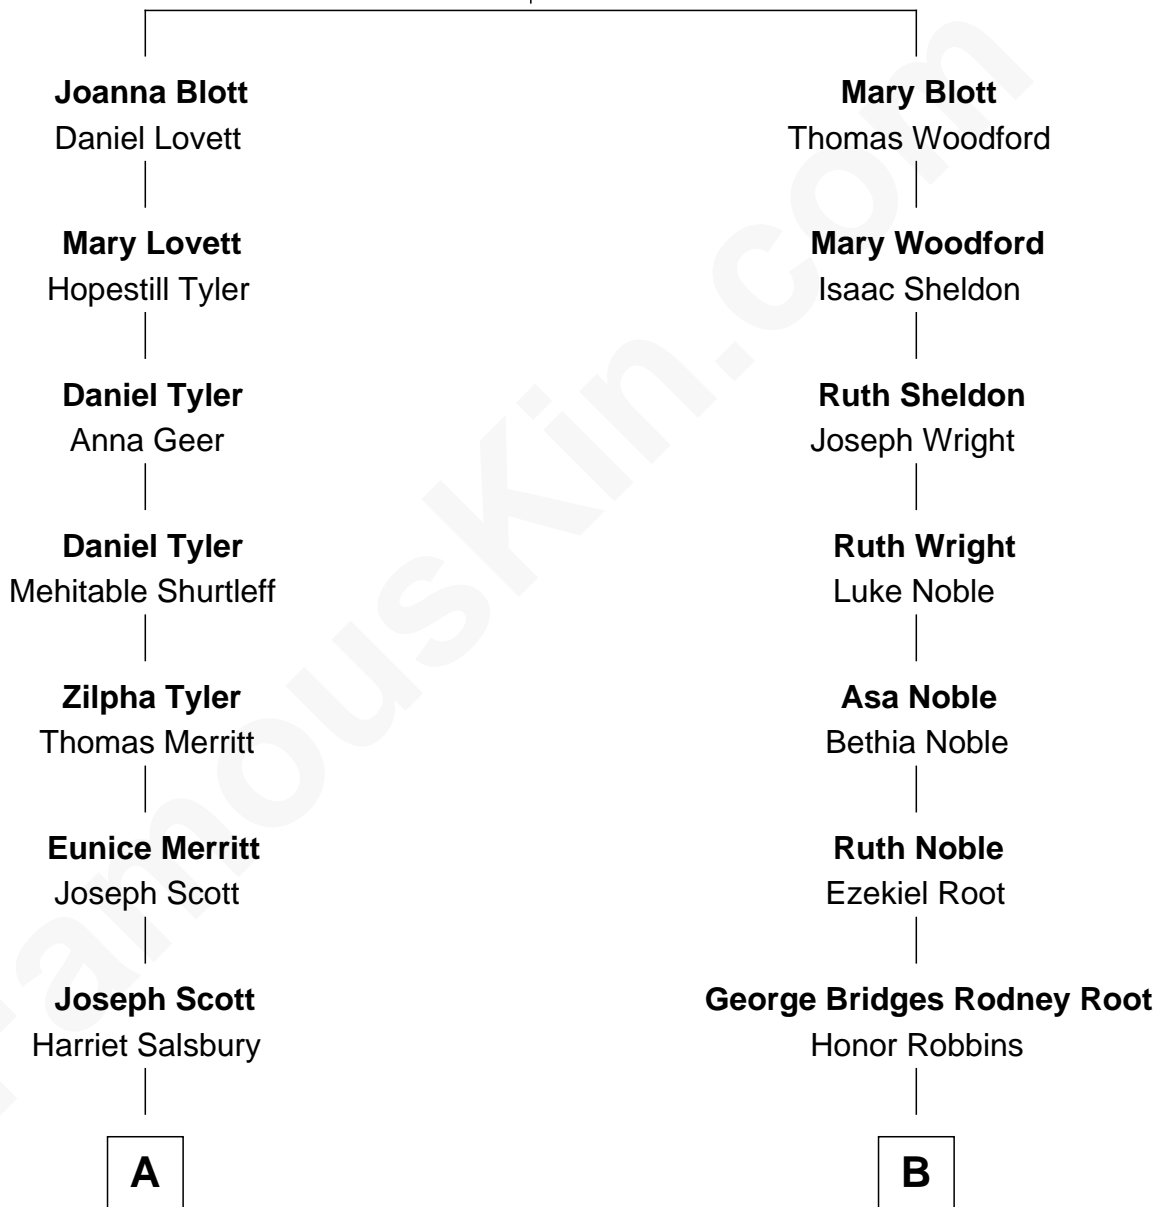 Joanna Blott
Daniel Lovett
Mary Lovett
Hopestill Tyler
Daniel Tyler
Anna Geer
Daniel Tyler
Mehitable Shurtleff
Zilpha Tyler
Thomas Merritt
Eunice Merritt
Joseph Scott
Joseph Scott
Harriet Salsbury
A
Mary Blott
Thomas Woodford
Mary Woodford
Isaac Sheldon
Ruth Sheldon
Joseph Wright
Ruth Wright
Luke Noble
Asa Noble
Bethia Noble
Ruth Noble
Ezekiel Root
George Bridges Rodney Root
Honor Robbins
B
FamousKin.com